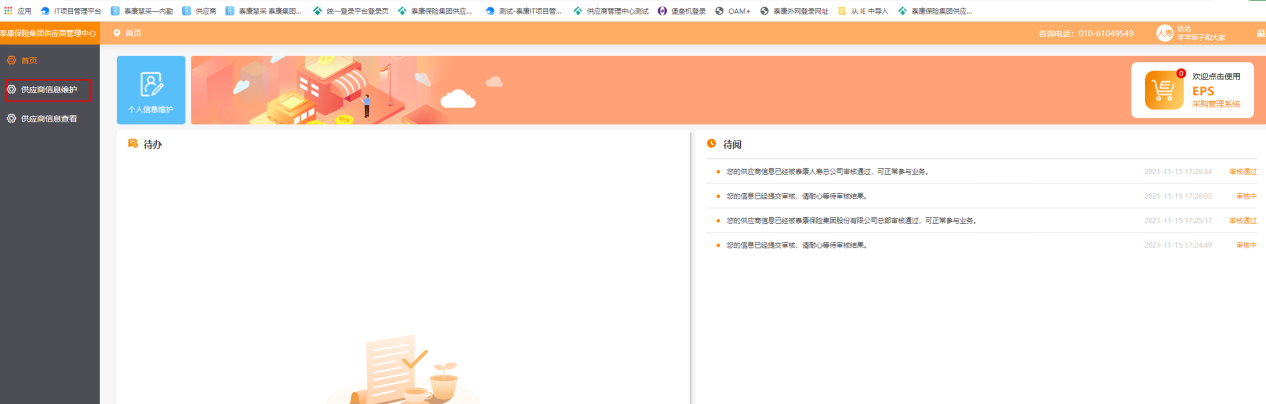 应用 IT项目管理平台 泰康慧采—内勤 供应商 泰康慧采 泰康集团... 统一登录平台登录页 泰康保险集团供应... 测试-泰康IT项目管... 供应商管理中心测试 堡垒机登录 OAM+ 泰康外网登录网址 从 IE 中导入 泰康保险集团供应...
泰康保险集团供应商管理中心 首页 咨询电话：010-61049549 人寿 达达
莘莘军子和大家
首页
供应商信息维护
供应商信息查看
个人信息维护
0 欢迎点击使用
EPS
采购管理系统
待办
待阅
您的供应商信息已经被泰康人寿总公司审核通过，可正常参与业务。 2021-11-15 17:26:34 审核通过
您的信息已经提交审核，请耐心等待审核结果。 2021-11-15 17:26:05 审核中
您的供应商信息已经被泰康保险集团股份有限公司总部审核通过，可正常参与业务。 2021-11-15 17:25:17 审核通过
您的信息已经提交审核，请耐心等待审核结果。 2021-11-15 17:24:49 审核中